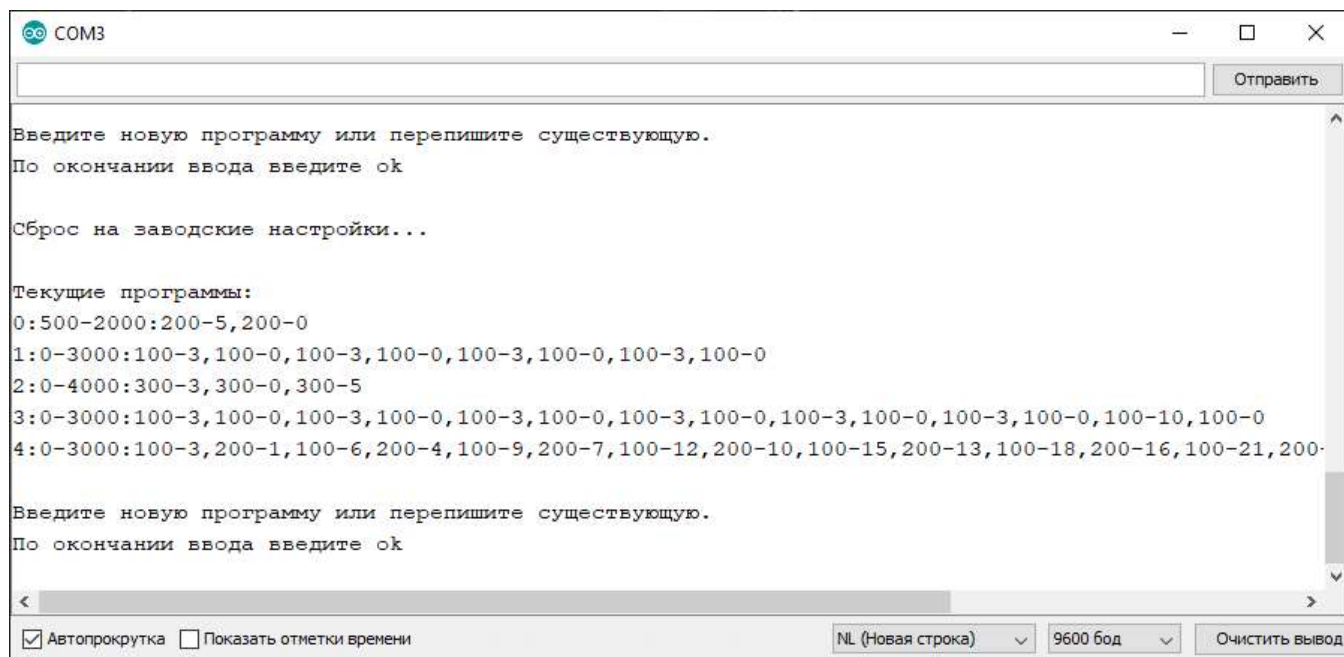 COM3
Отправить
Введите новую программу или перепишите существующую.
По окончании ввода введите ok
Сброс на заводские настройки...
Текущие программы:
0:500-2000:200-5,200-0
1:0-3000:100-3,100-0,100-3,100-0,100-3,100-0,100-3,100-0
2:0-4000:300-3,300-0,300-5
3:0-3000:100-3,100-0,100-3,100-0,100-3,100-0,100-3,100-0,100-3,100-0,100-3,100-0,100-10,100-0
4:0-3000:100-3,200-1,100-6,200-4,100-9,200-7,100-12,200-10,100-15,200-13,100-18,200-16,100-21,200-
Введите новую программу или перепишите существующую.
По окончании ввода введите ok
Автопрокрутка Показать отметки времени NL (Новая строка) 9600 бод Очистить вывод